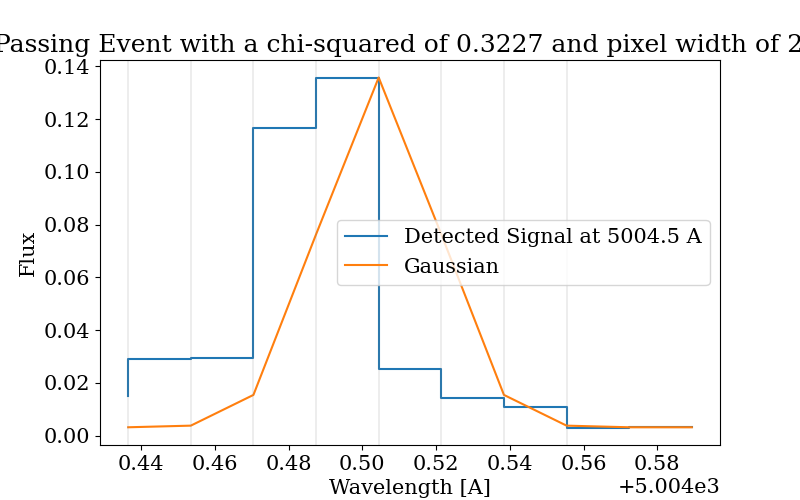 Passing Event with a chi-squared of 0.3227 and pixel width of 2
0.14
0.12
0.10
0.08
0.06
0.04
0.02
0.00
Flux
Detected Signal at 5004.5 A
Gaussian
0.44 0.46 0.48 0.50 0.52 0.54 0.56 0.58
Wavelength [A]
+5.004e3